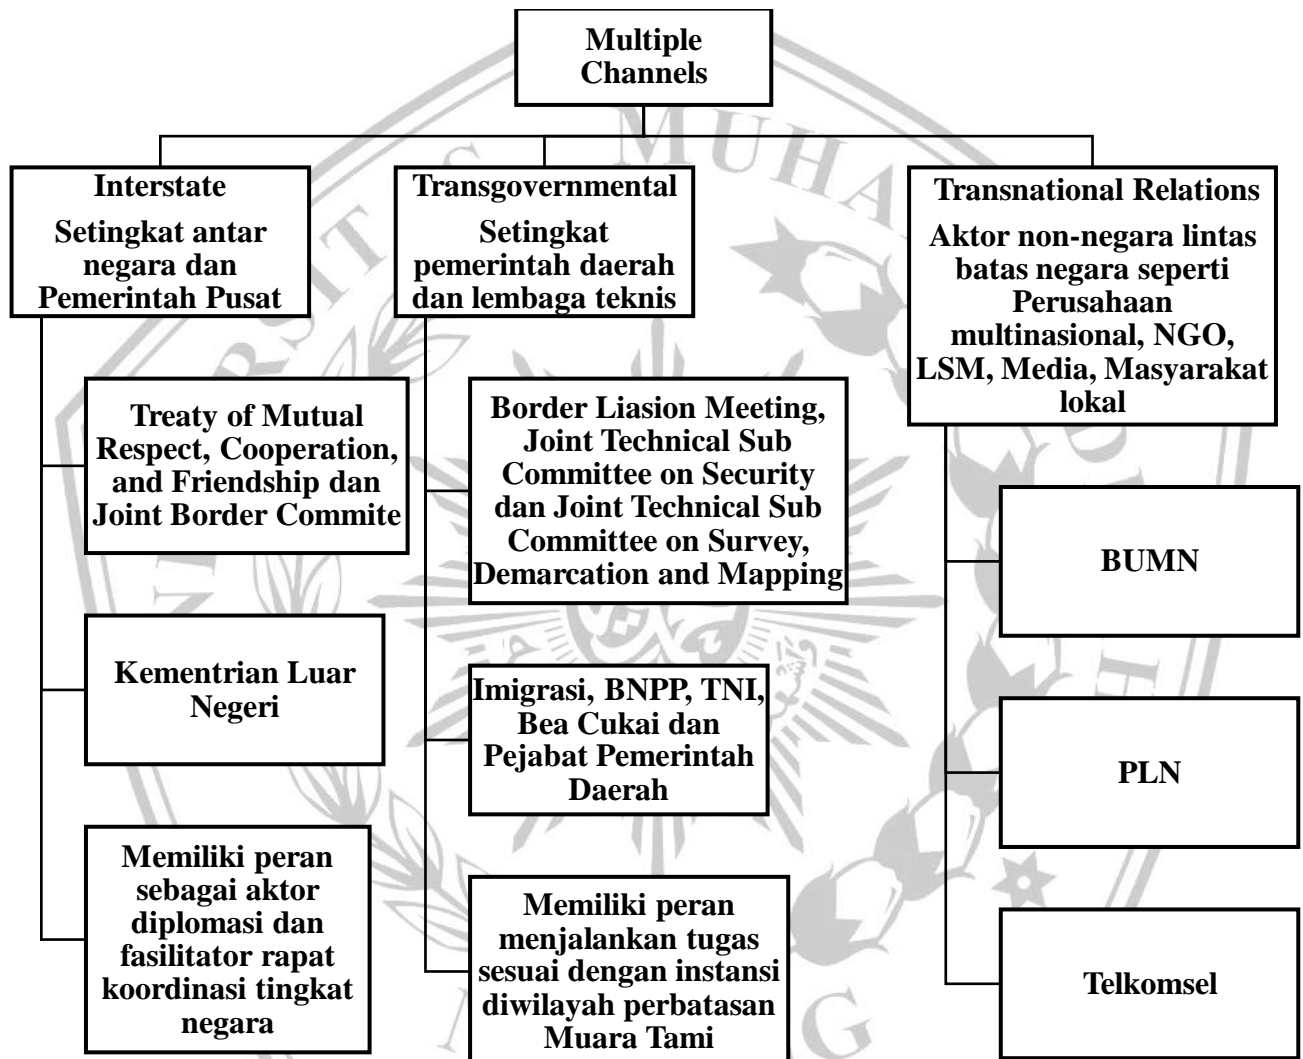 Multiple
Channels
Interstate
Setingkat antar
negara dan
Pemerintah Pusat
Treaty of Mutual
Respect, Cooperation,
and Friendship dan
Joint Border Commite
Kementrian Luar
Negeri
Memiliki peran
sebagai aktor
diplomasi dan
fasilitator rapat
koordinasi tingkat
negara
Transgovernmental
Setingkat
pemerintah daerah
dan lembaga teknis
Border Liasion Meeting,
Joint Technical Sub
Committee on Security
dan Joint Technical Sub
Committee on Survey,
Demarcation and Mapping
Imigrasi, BNPP, TNI,
Bea Cukai dan
Pejabat Pemerintah
Daerah
Memiliki peran
menjalankan tugas
sesuai dengan instansi
diwilayah perbatasan
Muara Tami
Transnational Relations
Aktor non-negara lintas
batas negara seperti
Perusahaan
multinasional, NGO,
LSM, Media, Masyarakat
lokal
BUMN
PLN
Telkomsel